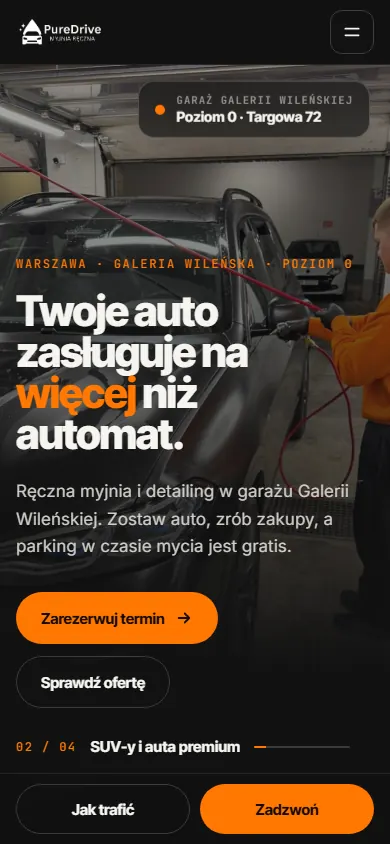 PureDrive
MYJNIA RĘCZNA
GARAŻ GALERII WILEŃSKIEJ
Poziom 0 · Targowa 72
WARSZAWA · GALERIA WILEŃSKA · POZIOM 0
Twoje auto
zasługuje na
więcej niż
automat.
Ręczna myjnia i detailing w garażu Galerii
Wileńskiej. Zostaw auto, zrób zakupy, a
parking w czasie mycia jest gratis.
Zarezerwuj termin →
Sprawdź ofertę
02 / 04 SUV-y i auta premium
Jak trafić
Zadzwoń